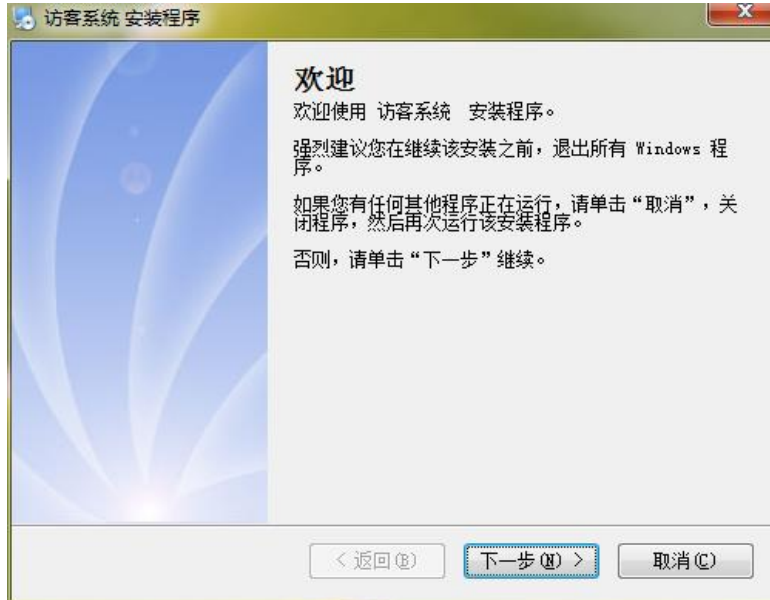 访客系统 安装程序
欢迎
欢迎使用 访客系统 安装程序。
强烈建议您在继续该安装之前，退出所有 Windows 程
序。
如果您有任何其他程序正在运行，请单击“取消”，关
闭程序，然后再次运行该安装程序。
否则，请单击“下一步”继续。
< 返回(B)
下一步(N) >
取消(C)